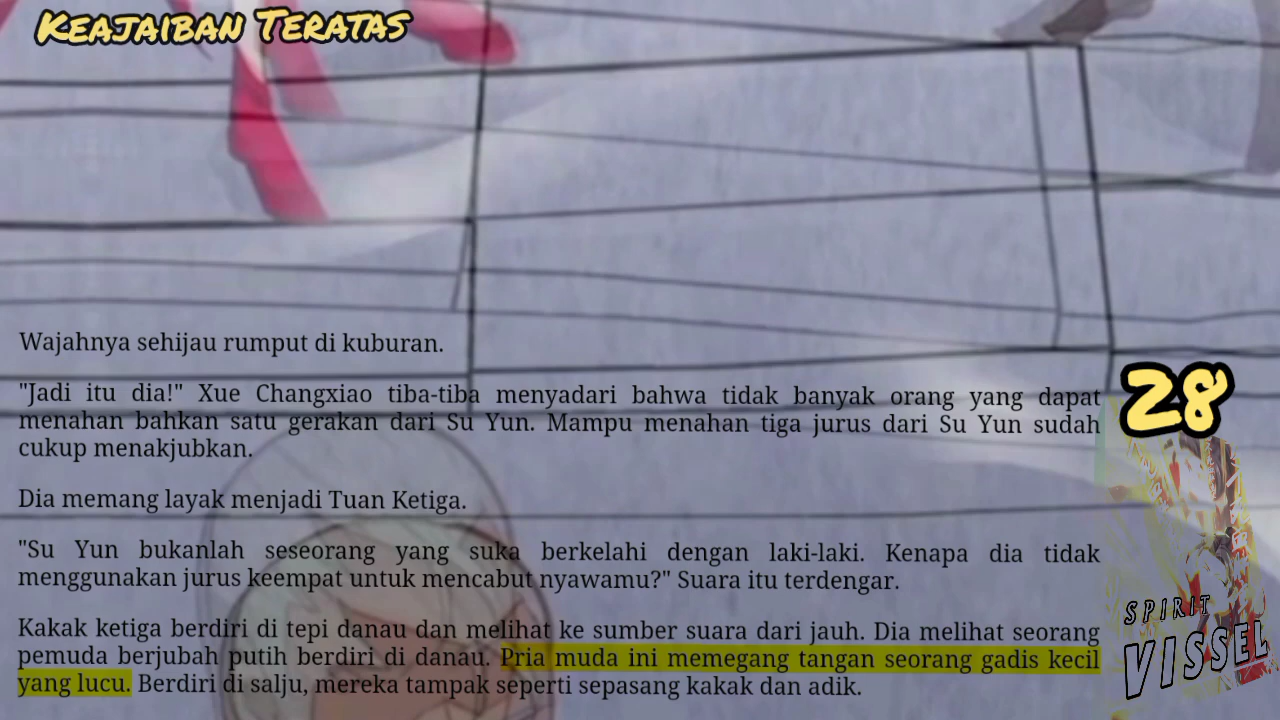 Keajaiban Teratas
Wajahnya sehijau rumput di kuburan.
"Jadi itu dia!" Xue Changxiao tiba-tiba menyadari bahwa tidak banyak orang yang dapat
menahan bahkan satu gerakan dari Su Yun. Mampu menahan tiga jurus dari Su Yun sudah
cukup menakjubkan.
28
Dia memang layak menjadi Tuan Ketiga.
"Su Yun bukanlah seseorang yang suka berkelahi dengan laki-laki. Kenapa dia tidak
menggunakan jurus keempat untuk mencabut nyawamu?" Suara itu terdengar.
Kakak ketiga berdiri di tepi danau dan melihat ke sumber suara dari jauh. Dia melihat seorang
pemuda berjubah putih berdiri di danau. Pria muda ini memegang tangan seorang gadis kecil
yang lucu. Berdiri di salju, mereka tampak seperti sepasang kakak dan adik.
SPIRIT
VISSEL